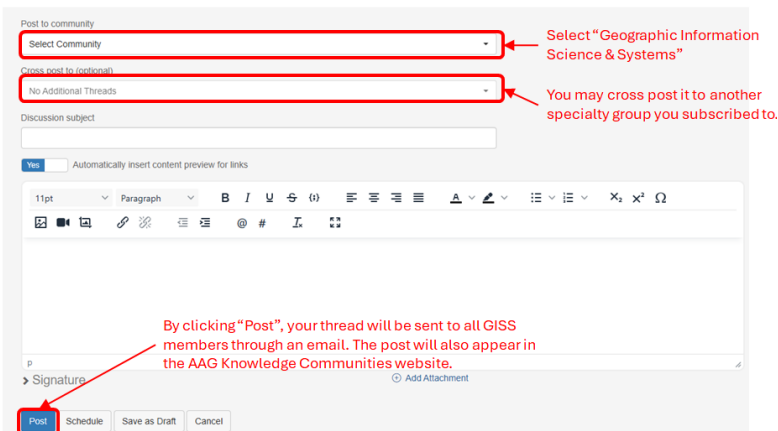 Post to community
Select Community
Select “Geographic Information
Science & Systems”
Cross post to (optional)
No Additional Threads
You may cross post it to another
specialty group you subscribed to.
Discussion subject
Yes Automatically insert content preview for links
11pt Paragraph B I U S {;} A X₂ X² Ω
@ # Ix
By clicking “Post”, your thread will be sent to all GISS
members through an email. The post will also appear in
the AAG Knowledge Communities website.
p
Signature
Add Attachment
Post Schedule Save as Draft Cancel